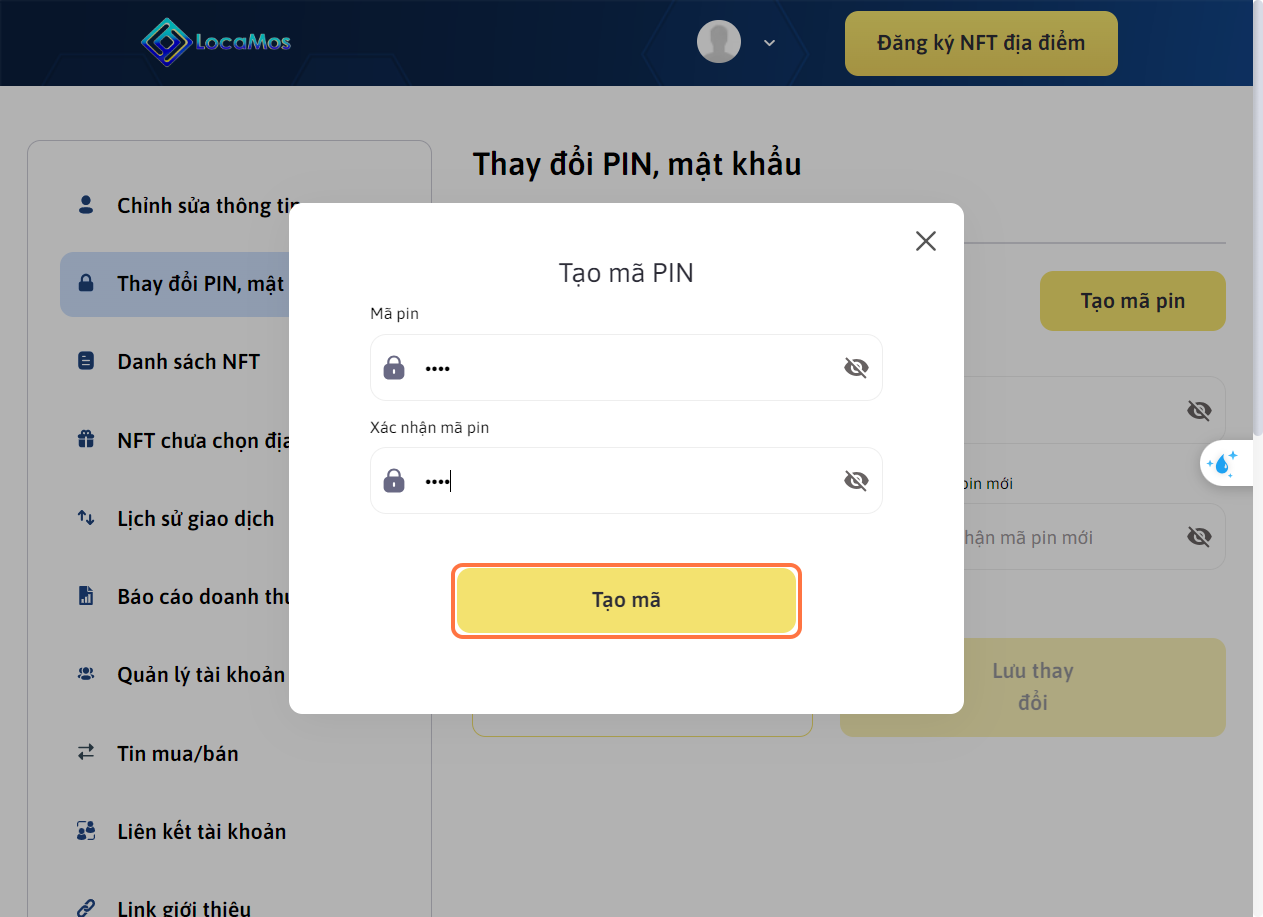 LocaMos
Đăng ký NFT địa điểm
Chỉnh sửa thông tin
Thay đổi PIN, mật
Danh sách NFT
NFT chưa chọn địa
Lịch sử giao dịch
Báo cáo doanh thu
Quản lý tài khoản
Tin mua/bán
Liên kết tài khoản
Link giới thiệu
Thay đổi PIN, mật khẩu
Tạo mã pin
pin mới
nhận mã pin mới
Lưu thay
đổi
Tạo mã PIN
Mã pin
••••
Xác nhận mã pin
••••
Tạo mã